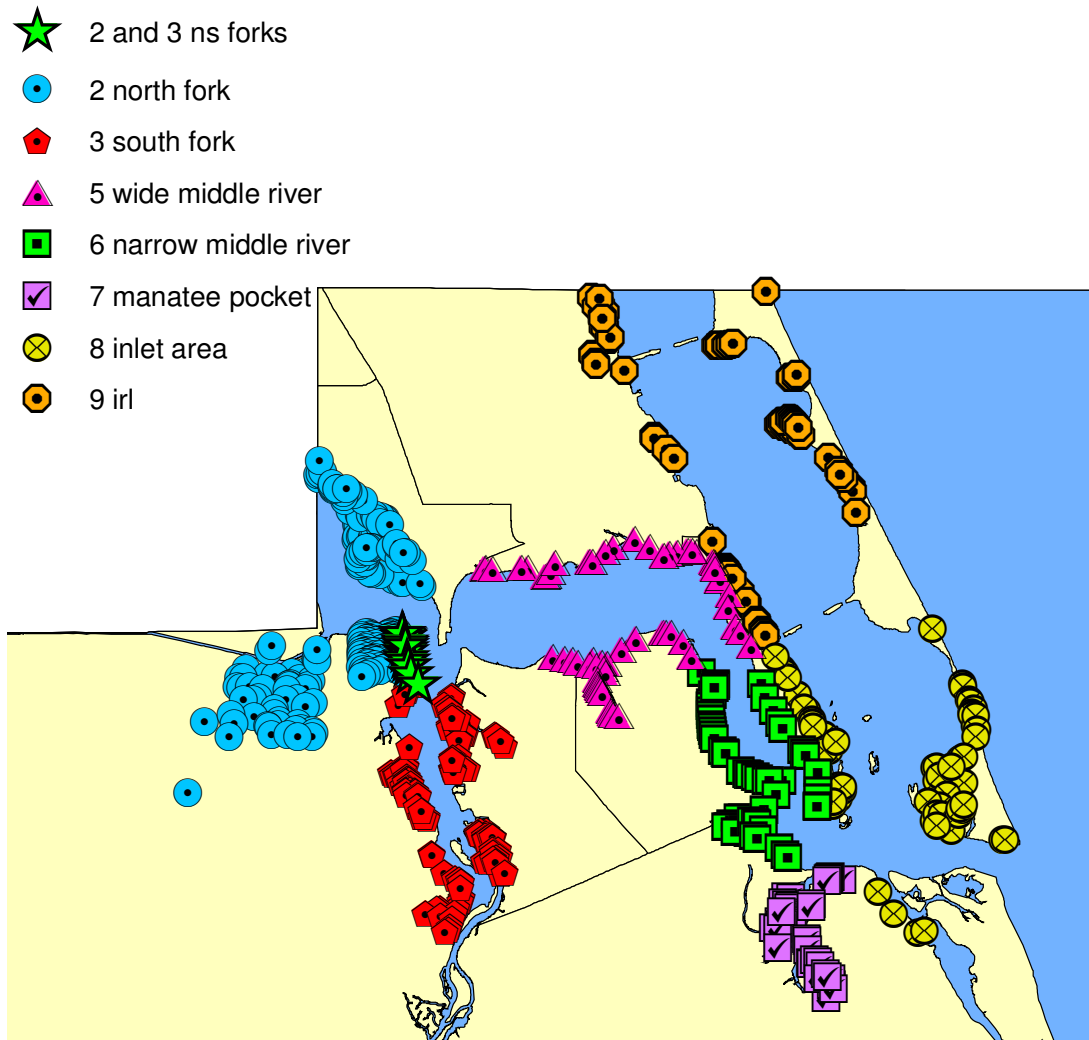 2 and 3 ns forks
2 north fork
3 south fork
5 wide middle river
6 narrow middle river
7 manatee pocket
8 inlet area
9 irl